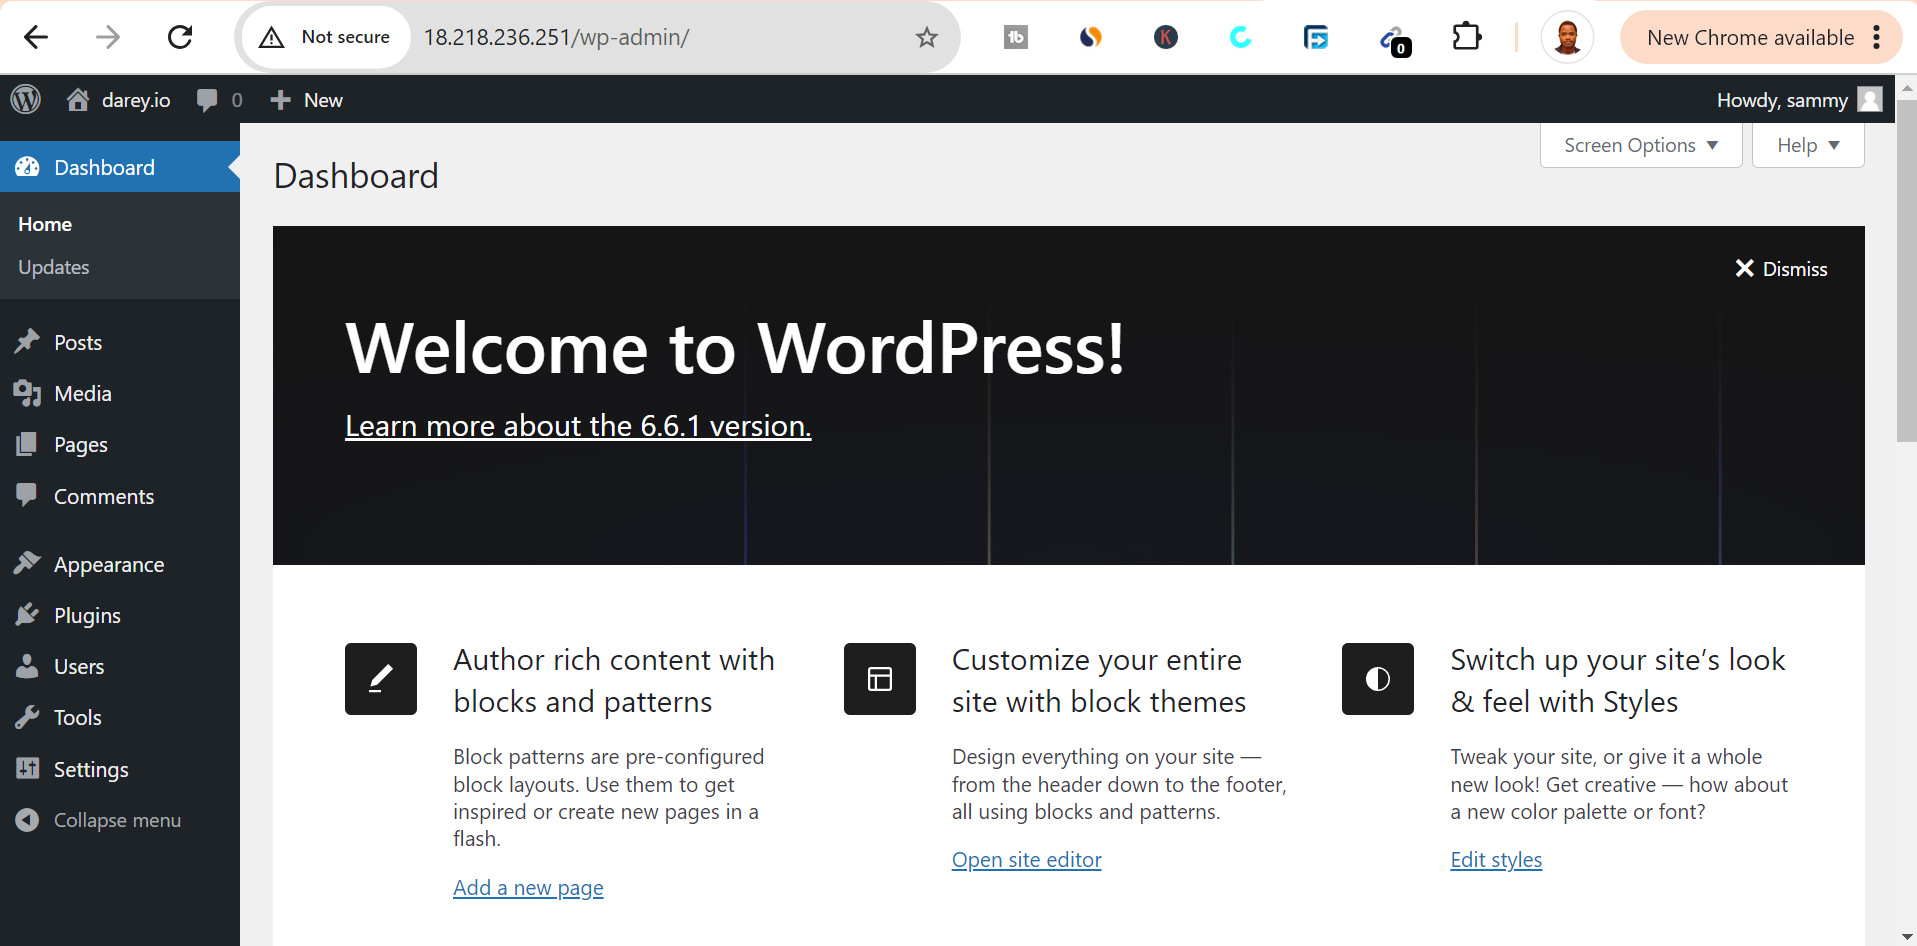 Not secure
18.218.236.251/wp-admin/
New Chrome available
0
darey.io
0
New
Howdy, sammy
Dashboard
Home
Updates
Posts
Media
Pages
Comments
Appearance
Plugins
Users
Tools
Settings
Collapse menu
Screen Options
Help
Dashboard
Dismiss
Welcome to WordPress!
Learn more about the 6.6.1 version.
Author rich content with
blocks and patterns
Block patterns are pre-configured
block layouts. Use them to get
inspired or create new pages in a
flash.
Add a new page
Customize your entire
site with block themes
Design everything on your site —
from the header down to the footer,
all using blocks and patterns.
Open site editor
Switch up your site’s look
& feel with Styles
Tweak your site, or give it a whole
new look! Get creative — how about
a new color palette or font?
Edit styles